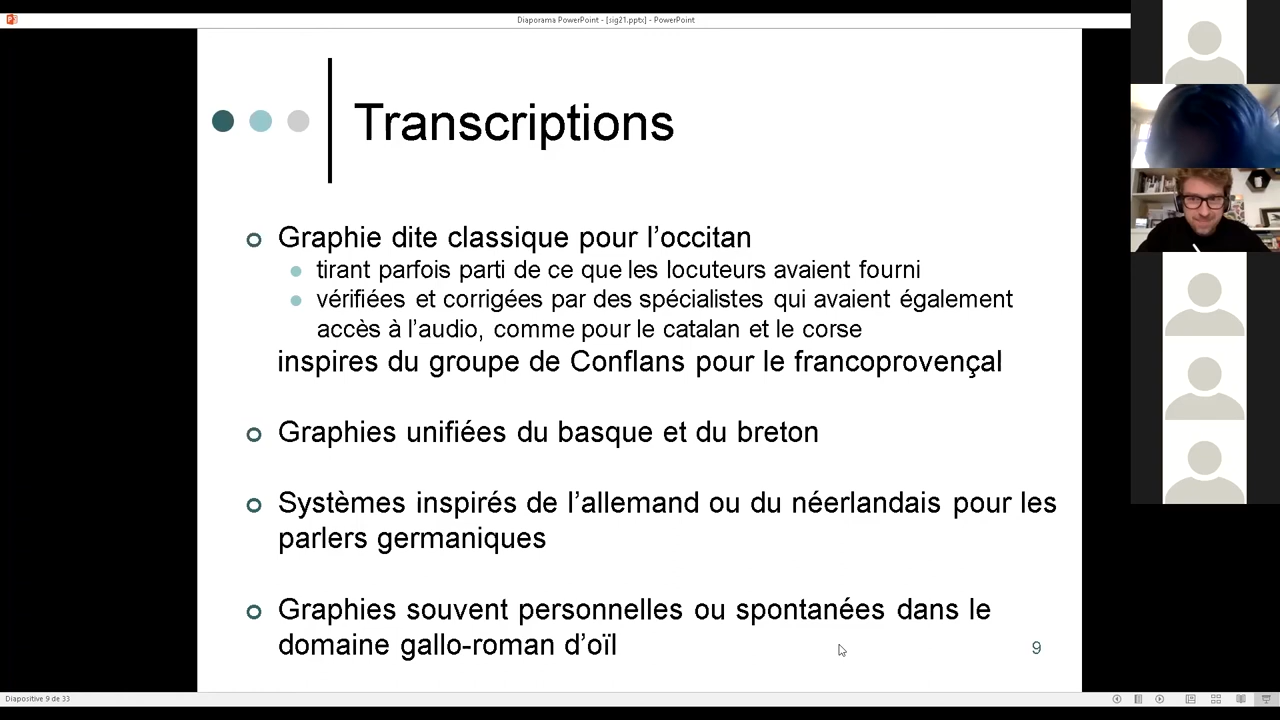 Diaporama PowerPoint - [sig21.pptx] - PowerPoint
Transcriptions
Graphie dite classique pour l'occitan
tirant parfois parti de ce que les locuteurs avaient fourni
vérifiées et corrigées par des spécialistes qui avaient également
accès à l'audio, comme pour le catalan et le corse
inspires du groupe de Conflans pour le francoprovençal
Graphies unifiées du basque et du breton
Systèmes inspirés de l'allemand ou du néerlandais pour les
parlers germaniques
Graphies souvent personnelles ou spontanées dans le
domaine gallo-roman d'oïl
9
Diapositive 9 de 33